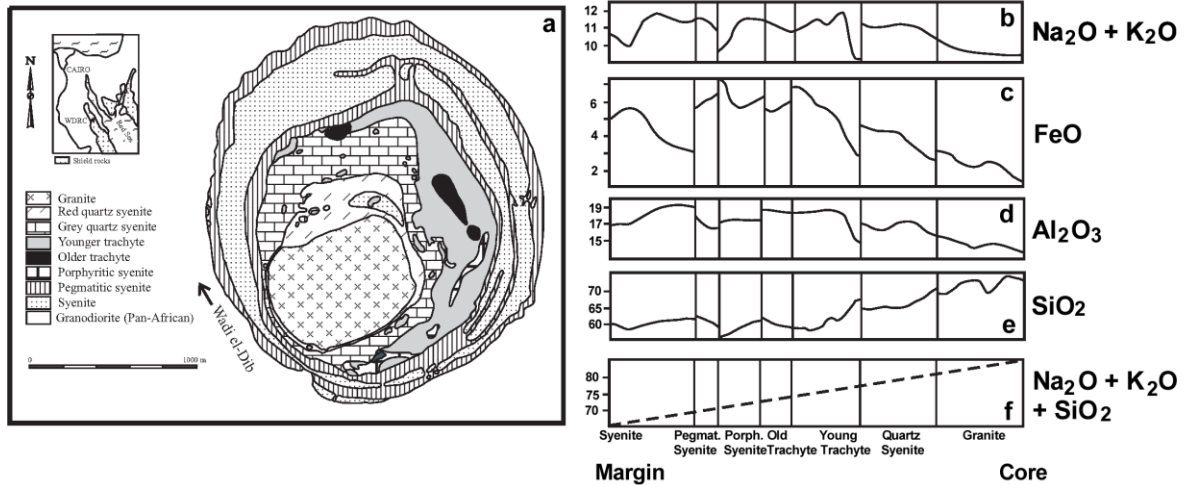 a
N
CAIRO
WDRC
Red Sea
Shield rocks
Granite
Red quartz syenite
Grey quartz syenite
Younger trachyte
Older trachyte
Porphyritic syenite
Pegmatitic syenite
Syenite
Granodiorite (Pan-African)
Wadi el-Dib
0 1000 m
12
11
10
b
Na₂O + K₂O
6
4
2
c
FeO
19
17
15
d
Al₂O₃
70
65
60
e
SiO₂
80
75
70
f
Na₂O + K₂O
+ SiO₂
Syenite
Pegmat.
Syenite
Porph.
Syenite
Old
Trachyte
Young
Trachyte
Quartz
Syenite
Granite
Margin
Core